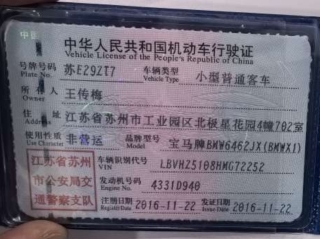 中华人民共和国机动车行驶证
Vehicle License of the People's Republic of China
号牌号码 苏E29ZT7 车辆类型 小型普通客车
Plate No. Vehicle Type
所有人 王传梅
Owner
住址 江苏省苏州市工业园区北极星花园4幢702室
Address
使用性质 非营运 品牌型号 宝马牌BMW6462JX(BMWX1)
Use Character Model
江苏省苏州 车辆识别代号 LBVHZ5108HMG72252
VIN
市公安局交 发动机号码 4331D940
Engine No.
通警察支队 注册日期 2016-11-22 发证日期 2016-11-22
Register Date Issue Date